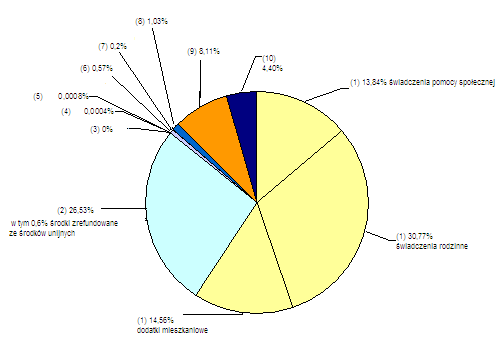 (8) 1,03%
(7) 0,2%
(9) 8,11%
(10)
4,40%
(6) 0,57%
(1) 13,84% świadczenia pomocy społecznej
(5) 0,0008%
(4) 0,0004%
(3) 0%
(2) 26,53%
w tym 0,6% środki zrefundowane
ze środków unijnych
(1) 30,77%
świadczenia rodzinne
(1) 14,56%
dodatki mieszkaniowe